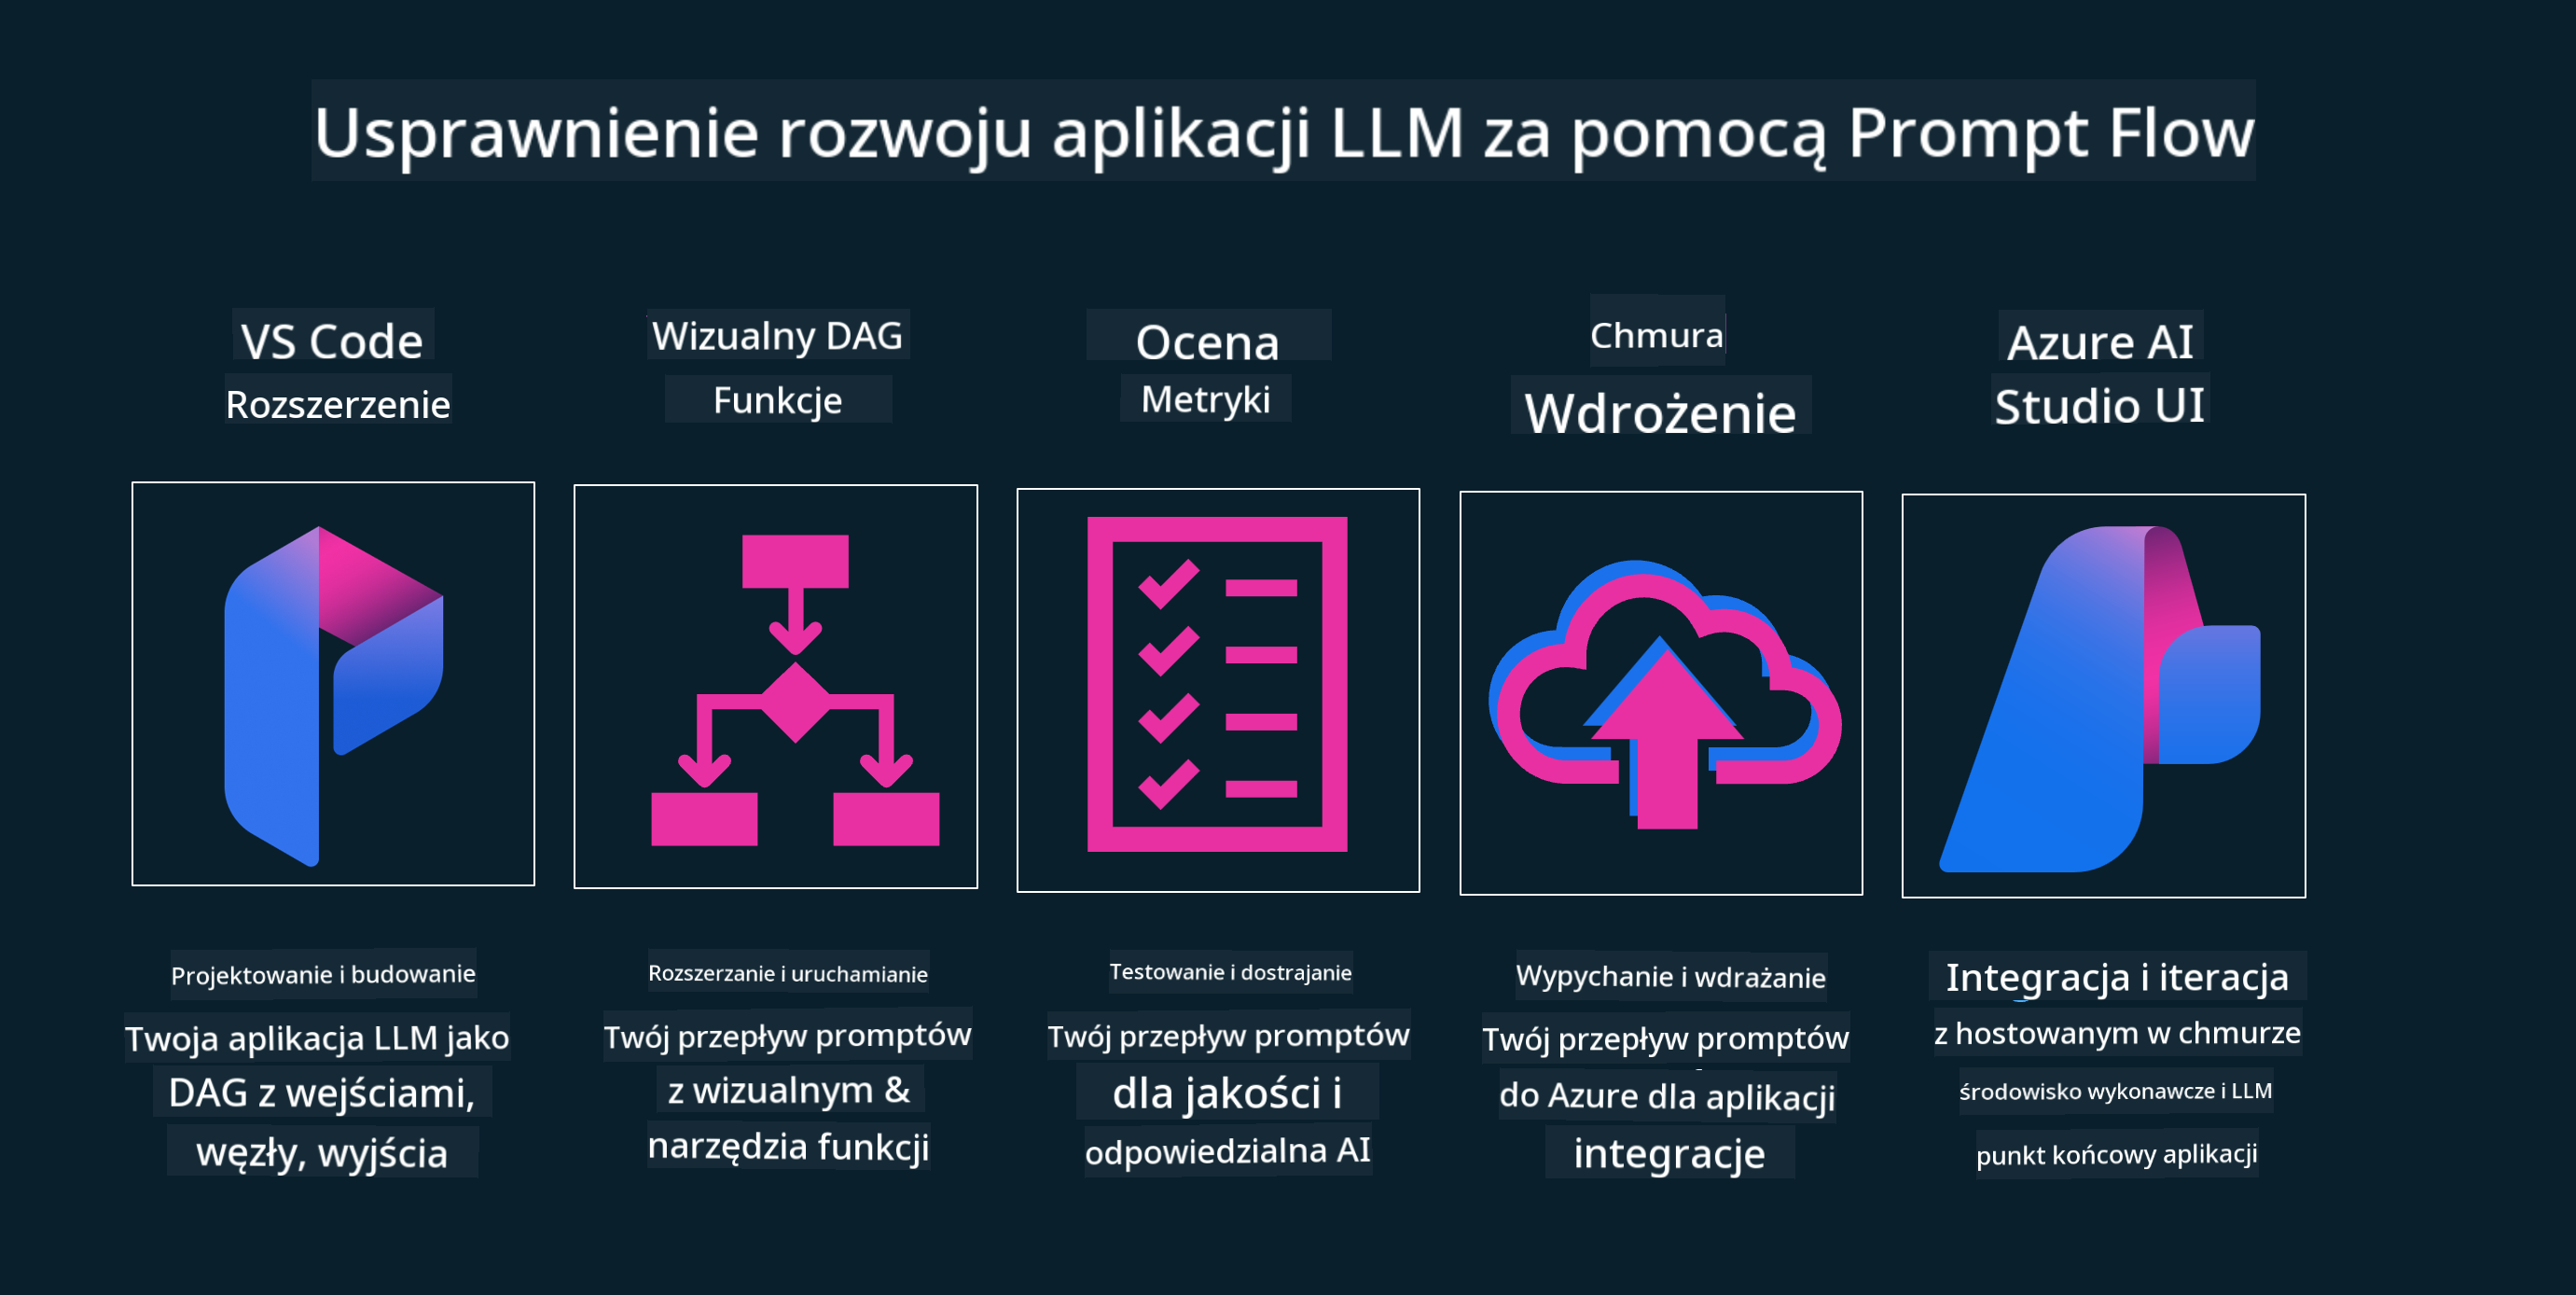 Usprawnienie rozwoju aplikacji LLM za pomocą Prompt Flow
VS Code
Rozszerzenie
Wizualny DAG
Funkcje
Ocena
Metryki
Chmura
Wdrożenie
Azure AI
Studio UI
Projektowanie i budowanie
Twoja aplikacja LLM jako
DAG z wejściami,
węzły, wyjścia
Rozszerzanie i uruchamianie
Twój przepływ promptów
z wizualnym &
narzędzia funkcji
Testowanie i dostrajanie
Twój przepływ promptów
dla jakości i
odpowiedzialna AI
Wypychanie i wdrażanie
Twój przepływ promptów
do Azure dla aplikacji
integracje
Integracja i iteracja
z hostowanym w chmurze
środowisko wykonawcze i LLM
punkt końcowy aplikacji